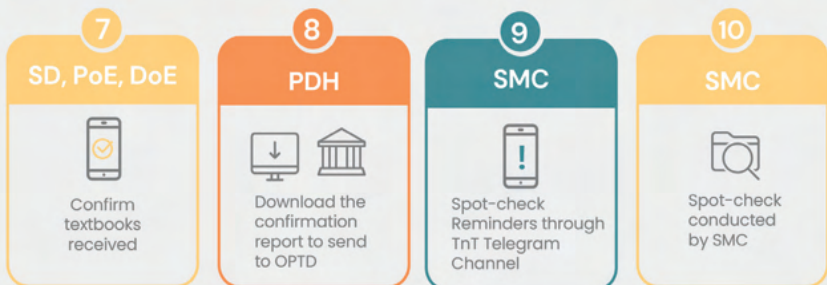 7
SD, PoE, DoE
Confirm
textbooks
received
8
PDH
Download the
confirmation
report to send
to OPTD
9
SMC
!
Spot-check
Reminders through
TnT Telegram
Channel
10
SMC
Spot-check
conducted
by SMC